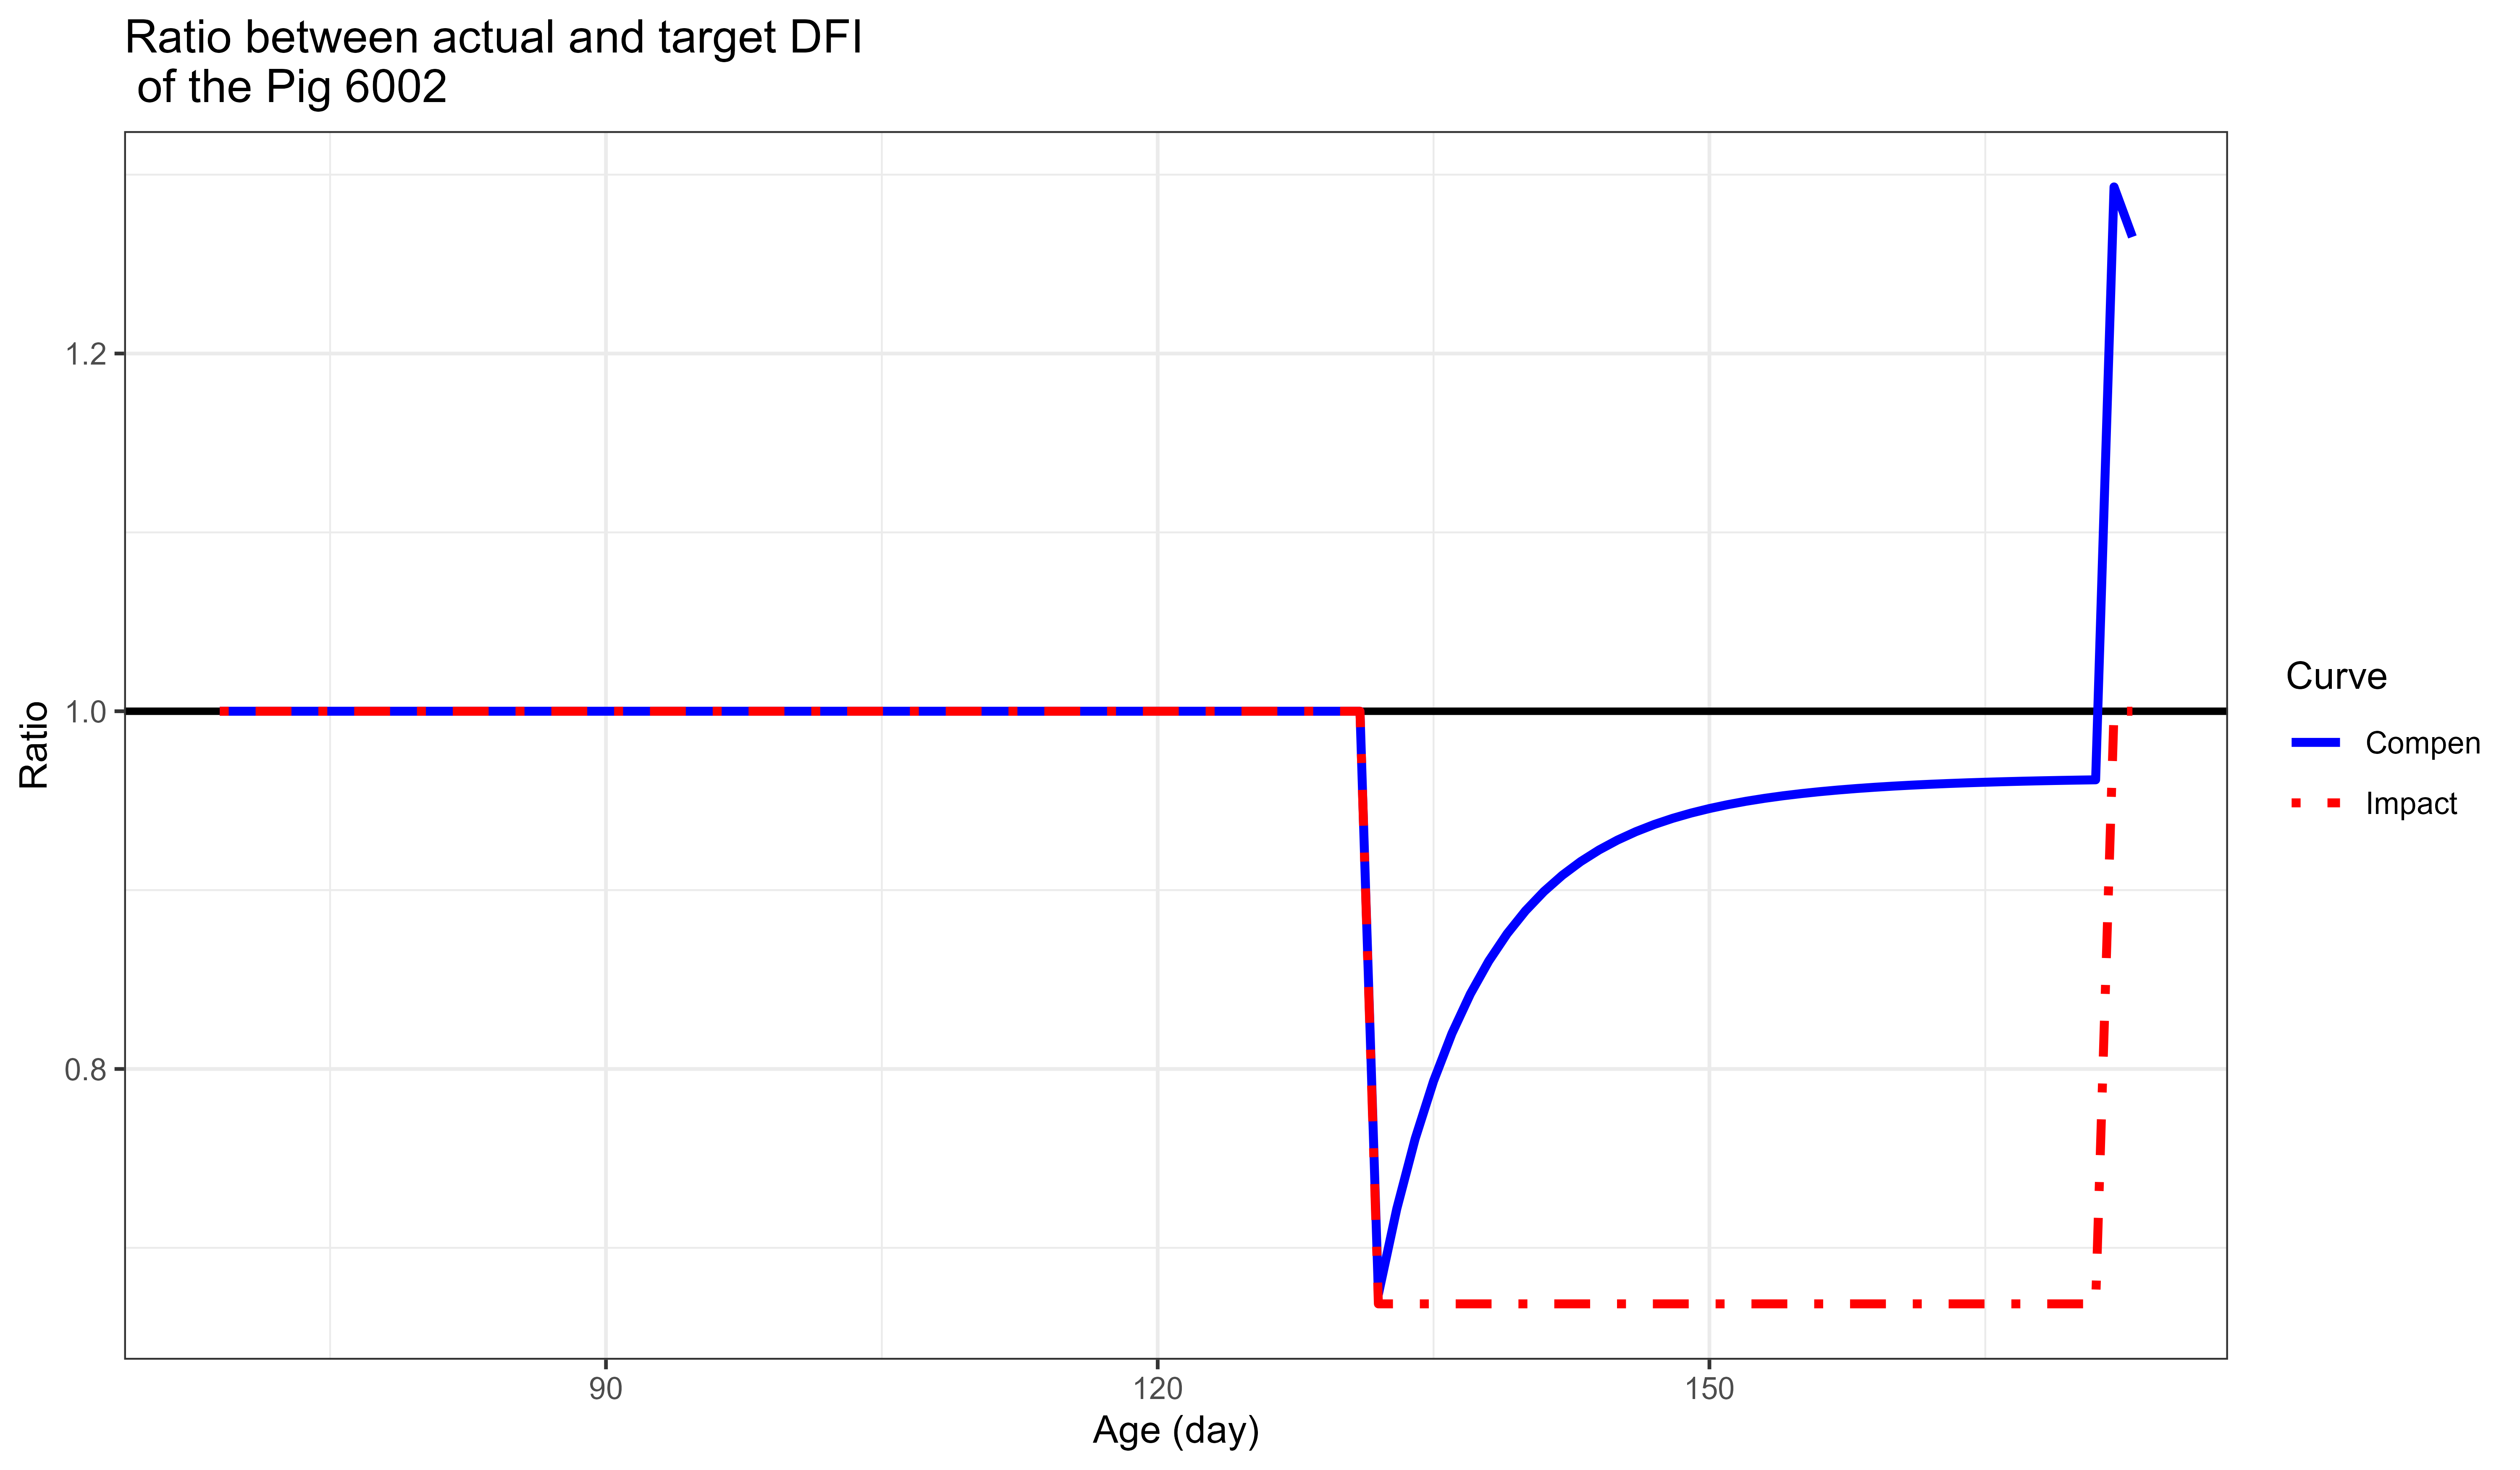 Ratio between actual and target DFI
of the Pig 6002
1.2
1.0
0.8
Ratio
90
120
150
Age (day)
Curve
Compen
Impact